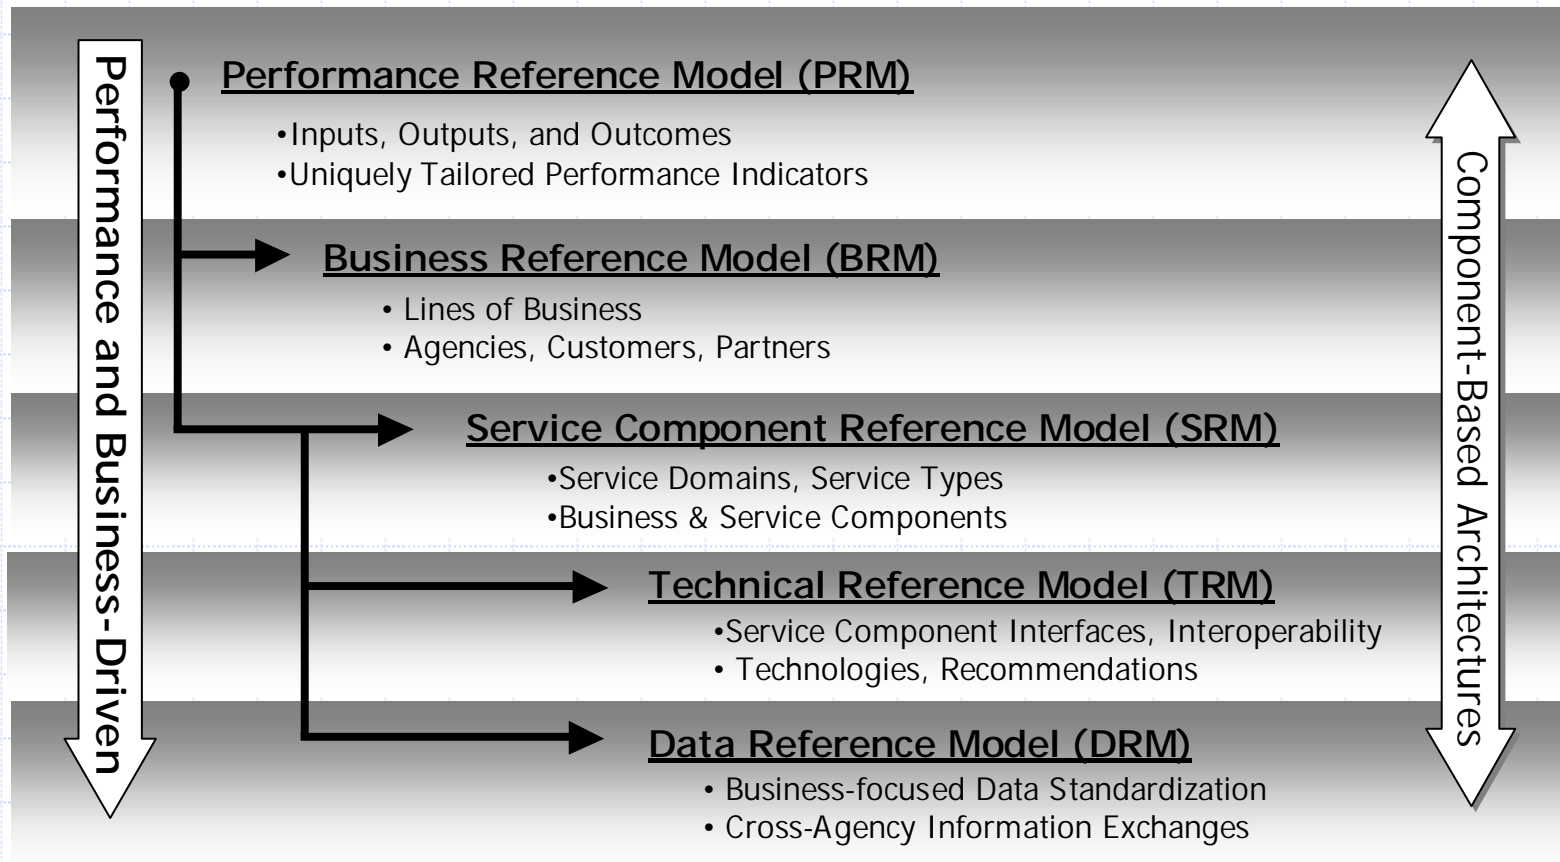 Performance and Business-Driven
Performance Reference Model (PRM)
•Inputs, Outputs, and Outcomes
•Uniquely Tailored Performance Indicators
Business Reference Model (BRM)
• Lines of Business
• Agencies, Customers, Partners
Service Component Reference Model (SRM)
•Service Domains, Service Types
•Business & Service Components
Technical Reference Model (TRM)
•Service Component Interfaces, Interoperability
• Technologies, Recommendations
Data Reference Model (DRM)
• Business-focused Data Standardization
• Cross-Agency Information Exchanges
Component-Based Architectures